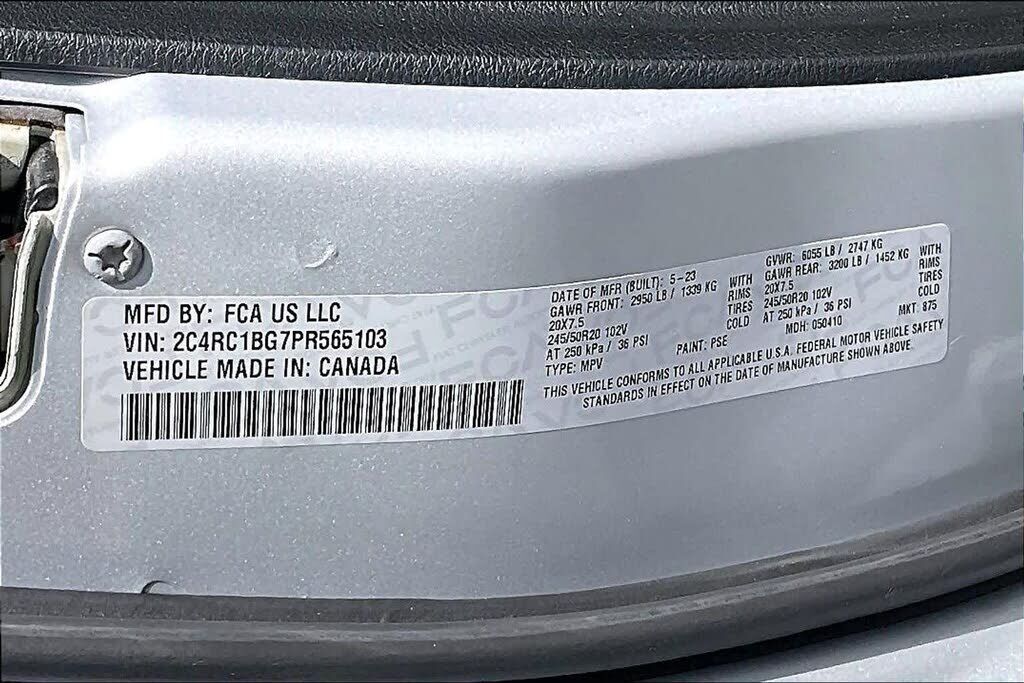 MFD BY: FCA US LLC
VIN: 2C4RC1BG7PR565103
VEHICLE MADE IN: CANADA
DATE OF MFR (BUILT): 5-23
GAWR FRONT: 2950 LB / 1339 KG WITH
20X7.5 RIMS
245/50R20 102V TIRES
AT 250 kPa / 36 PSI COLD
TYPE: MPV PAINT: PSE
GVWR: 6055 LB / 2747 KG
GAWR REAR: 3200 LB / 1452 KG WITH
20X7.5 RIMS
245/50R20 102V TIRES
AT 250 kPa / 36 PSI COLD
MDH: 050410 MKT: 875
THIS VEHICLE CONFORMS TO ALL APPLICABLE U.S.A. FEDERAL MOTOR VEHICLE SAFETY
STANDARDS IN EFFECT ON THE DATE OF MANUFACTURE SHOWN ABOVE.